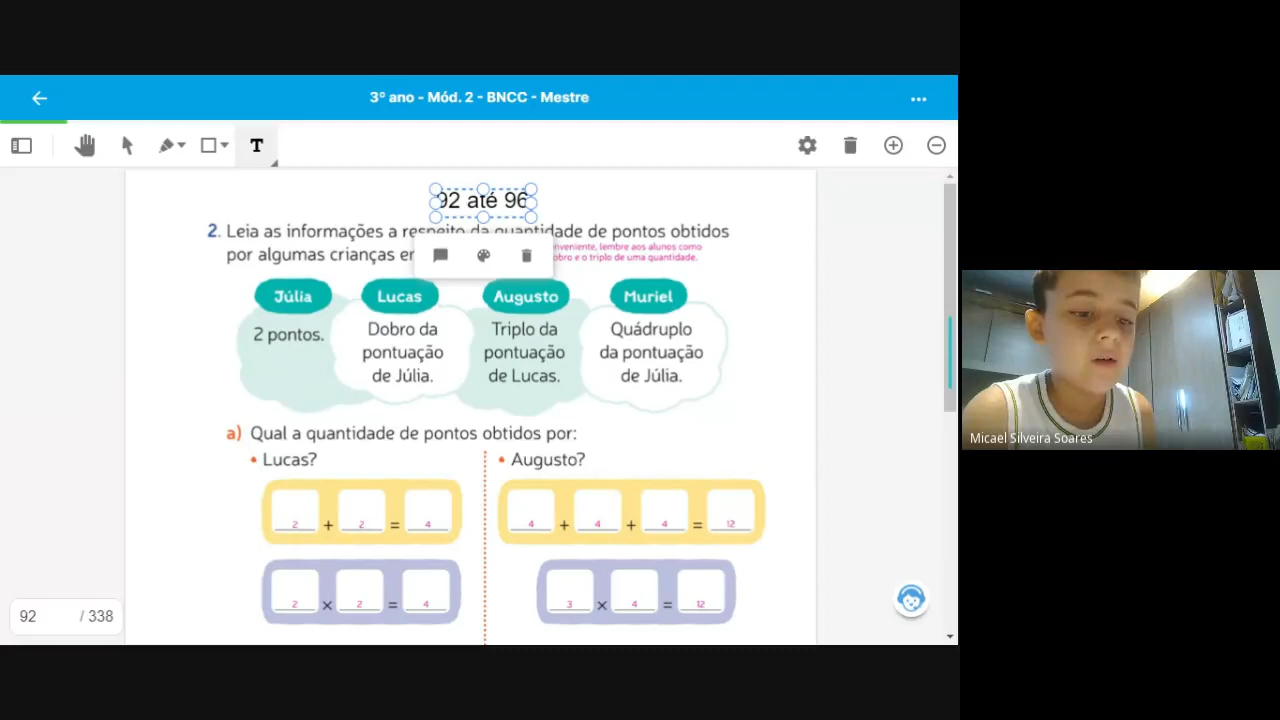 3º ano - Mód. 2 - BNCC - Mestre
T
92 até 96
2. Leia as informações a respeito da quantidade de pontos obtidos
por algumas crianças
nveniente, lembre aos alunos como
obro e o triplo de uma quantidade.
Júlia Lucas Augusto Muriel
2 pontos.
Dobro da
pontuação
de Júlia.
Triplo da
pontuação
de Lucas.
Quádruplo
da pontuação
de Júlia.
a) Qual a quantidade de pontos obtidos por:
• Lucas? • Augusto?
2 + 2 = 4
4 + 4 + 4 = 12
2 × 2 = 4
3 × 4 = 12
92 / 338
Micael Silveira Soares